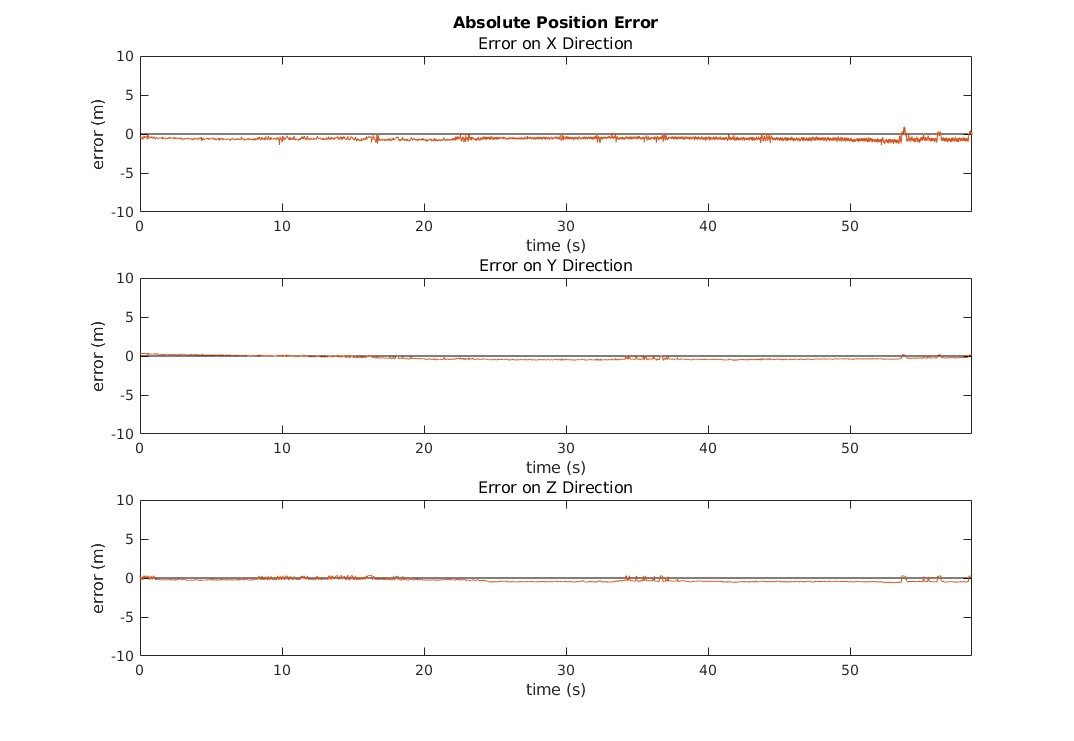 Absolute Position Error
Error on X Direction
10
5
0
-5
-10
error (m)
0 10 20 30 40 50
time (s)
Error on Y Direction
10
5
0
-5
-10
error (m)
0 10 20 30 40 50
time (s)
Error on Z Direction
10
5
0
-5
-10
error (m)
0 10 20 30 40 50
time (s)